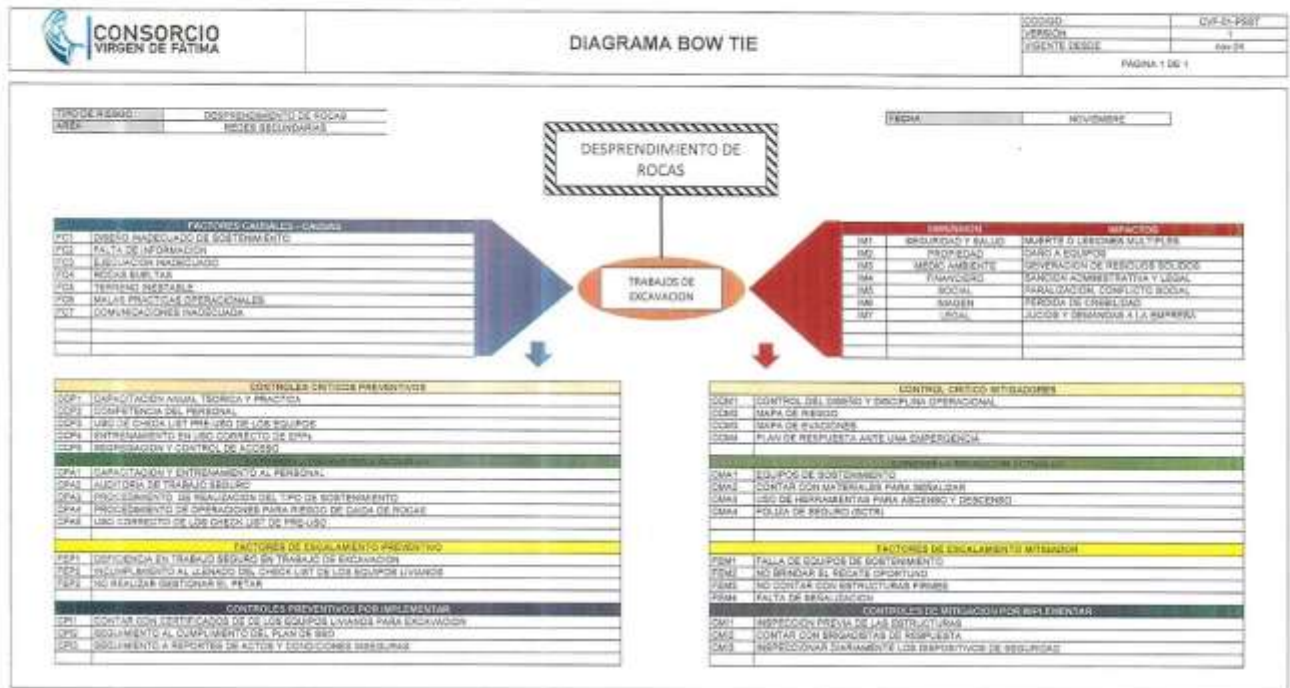 CONSORCIO
VIRGEN DE FÁTIMA
DIAGRAMA BOW TIE
CODIGO: CVF-01-PSST
VERSIÓN 1
VIGENTE DESDE nov-24
PÁGINA 1 DE 1
TIPO DE RIESGO DESPRENDIMIENTO DE ROCAS
AREA REDES SECUNDARIAS
FECHA NOVIEMBRE
DESPRENDIMIENTO DE
ROCAS
FACTORES CAUSALES - CAUSAS
FC1 DISEÑO INADECUADO DE SOSTENIMIENTO
FC2 FALTA DE INFORMACIÓN
FC3 EJECUCION INADECUADO
FC4 ROCAS SUELTAS
FC5 TERRENO INESTABLE
FC6 MALAS PRACTICAS OPERACIONALES
FC7 COMUNICACIONES INADECUADA
TRABAJOS DE
EXCAVACION
DIMENSION IMPACTOS
IM1 SEGURIDAD Y SALUD MUERTE O LESIONES MULTIPLES
IM2 PROPIEDAD DAÑO A EQUIPOS
IM3 MEDIO AMBIENTE GENERACION DE RESIDUOS SOLIDOS
IM4 FINANCIERO SANCION ADMINISTRATIVA Y LEGAL
IM5 SOCIAL PARALIZACION, CONFLICTO SOCIAL
IM6 IMAGEN PERDIDA DE CREBILIDAD
IM7 LEGAL JUICIOS Y DEMANDAS A LA EMPRESA
CONTROLES CRITICOS PREVENTIVOS
CCP1 CAPACITACION ANUAL TEORICA Y PRACTICA
CCP2 COMPETENCIA DEL PERSONAL
CCP3 USO DE CHECK LIST PRE-USO DE LOS EQUIPOS
CCP4 ENTRENAMIENTO EN USO CORRECTO DE EPPs
CCP5 SEGREGACION Y CONTROL DE ACCESO
CPA1 CAPACITACION Y ENTRENAMIENTO AL PERSONAL
CPA2 AUDITORIA DE TRABAJO SEGURO
CPA3 PROCEDIMIENTO DE REALIZACION DEL TIPO DE SOSTENIMIENTO
CPA4 PROCEDIMIENTO DE OPERACIONES PARA RIESGO DE CAIDA DE ROCAS
CPA5 USO CORRECTO DE LOS CHECK LIST DE PRE-USO
FACTORES DE ESCALAMIENTO PREVENTIVO
FEP1 DEFICIENCIA EN TRABAJO SEGURO EN TRABAJO DE EXCAVACION
FEP2 INCUMPLIMIENTO AL LLENADO DEL CHECK LIST DE LOS EQUIPOS LIVIANOS
FEP3 NO REALIZAR GESTIONAR EL PETAR
CONTROLES PREVENTIVOS POR IMPLEMENTAR
CPI1 CONTAR CON CERTIFICADOS DE DE LOS EQUIPOS LIVIANOS PARA EXCAVACION
CPI2 SEGUIMIENTO AL CUMPLIMIENTO DEL PLAN DE SSO
CPI3 SEGUIMIENTO A REPORTES DE ACTOS Y CONDICIONES INSEGURAS
CONTROL CRITICO MITIGADORES
CCM1 CONTROL DEL DISEÑO Y DISCIPLINA OPERACIONAL
CCM2 MAPA DE RIESGO
CCM3 MAPA DE EVACIONES
CCM4 PLAN DE RESPUESTA ANTE UNA EMPERGENCIA
CMA1 EQUIPOS DE SOSTENIMIENTO
CMA2 CONTAR CON MATERIALES PARA SEÑALIZAR
CMA3 USO DE HERRAMIENTAS PARA ASCENSO Y DESCENSO
CMA4 POLIZA DE SEGURO (SCTR)
FACTORES DE ESCALAMIENTO MITIGADOR
FEM1 FALLA DE EQUIPOS DE SOSTENIMIENTO
FEM2 NO BRINDAR EL RECATE OPORTUNO
FEM3 NO CONTAR CON ESTRUCTURAS FIRMES
FEM4 FALTA DE SEÑALIZACION
CONTROLES DE MITIGACION POR IMPLEMENTAR
CMI1 INSPECCION PREVIA DE LAS ESTRUCTURAS
CMI2 CONTAR CON BRIGADISTAS DE RESPUESTA
CMI3 INSPECCIONAR DIARIAMENTE LOS DISPOSITIVOS DE SEGURIDAD